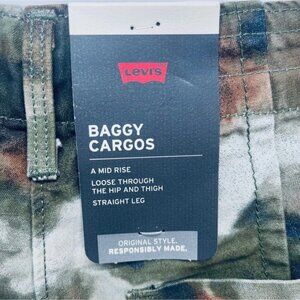 Levi's
BAGGY
CARGOS
A MID RISE
LOOSE THROUGH
THE HIP AND THIGH
STRAIGHT LEG
ORIGINAL STYLE.
RESPONSIBLY MADE.